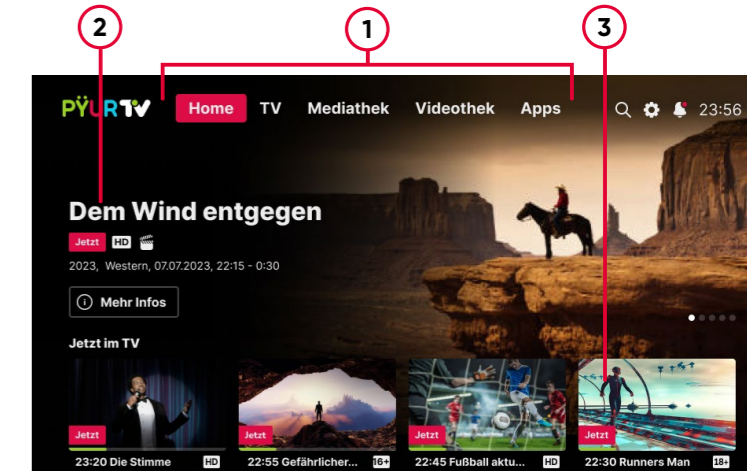 2 1 3
PŸUR TV Home TV Mediathek Videothek Apps 23:56
Dem Wind entgegen
Jetzt HD
2023, Western, 07.07.2023, 22:15 - 0:30
i Mehr Infos
Jetzt im TV
Jetzt Jetzt Jetzt Jetzt
23:20 Die Stimme HD 22:55 Gefährlicher... 16+ 22:45 Fußball aktu... HD 22:30 Runners Man 18+